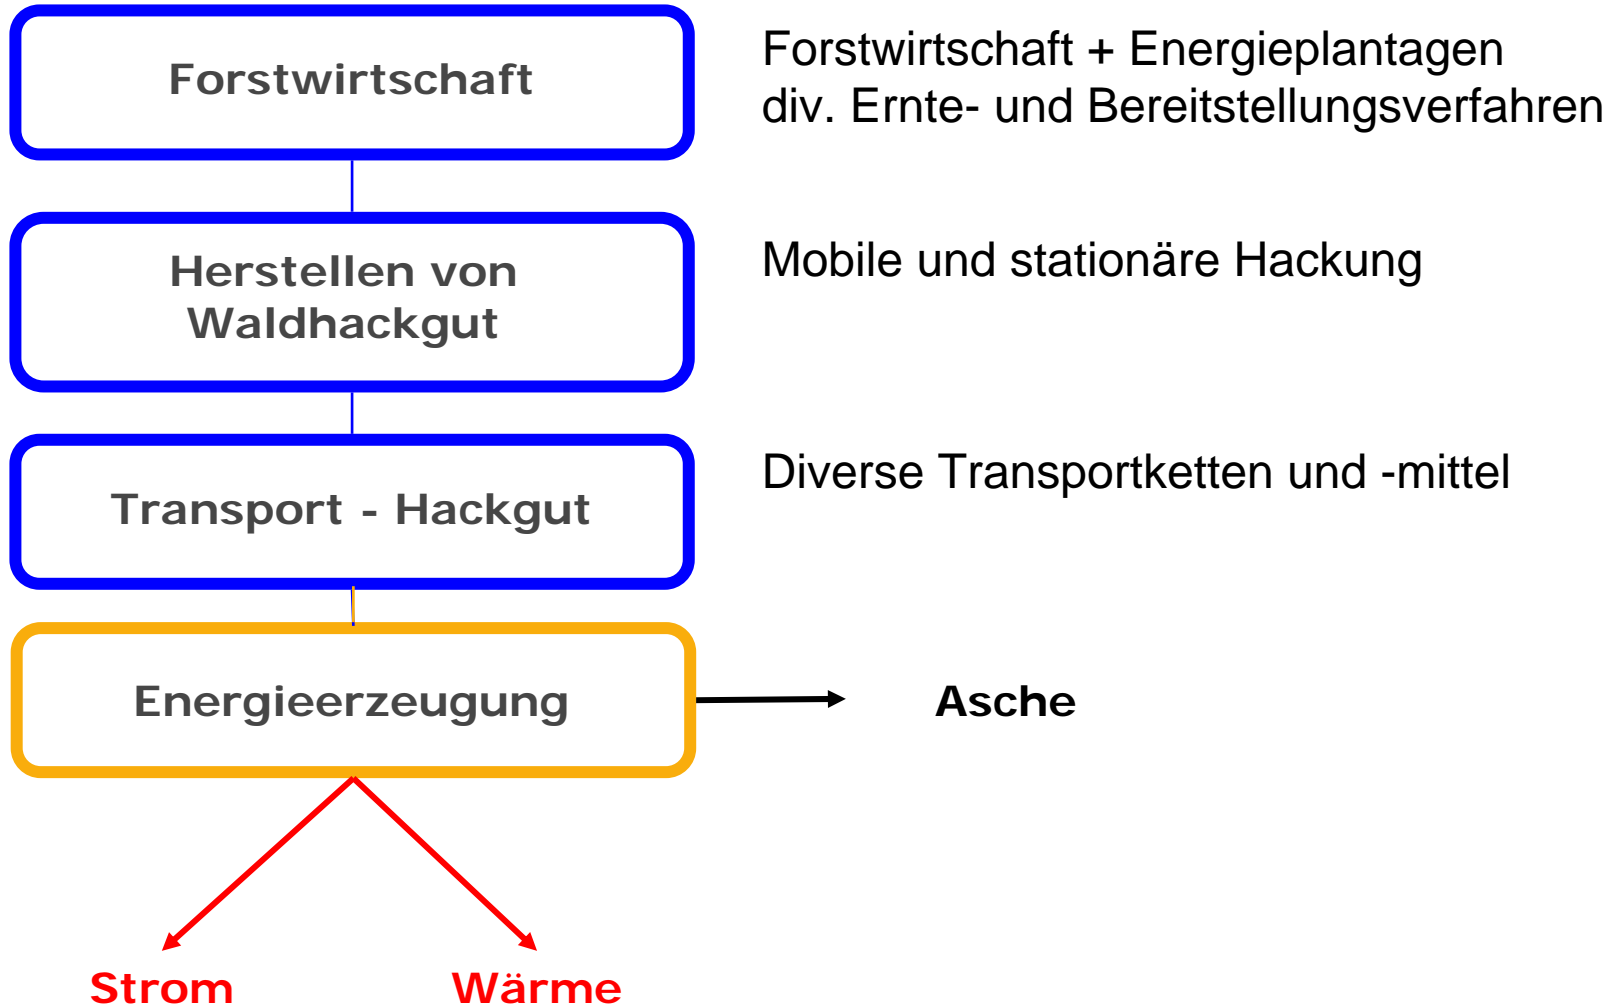 Forstwirtschaft
Forstwirtschaft + Energieplantagen
div. Ernte- und Bereitstellungsverfahren
Herstellen von
Waldhackgut
Mobile und stationäre Hackung
Transport - Hackgut
Diverse Transportketten und -mittel
Energieerzeugung
Asche
Strom
Wärme